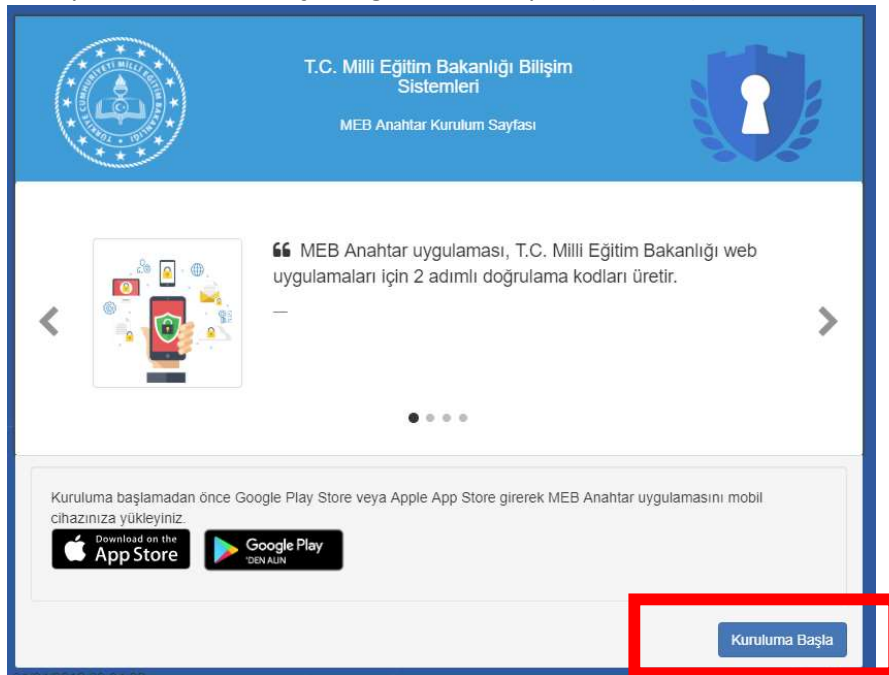 T.C. Milli Eğitim Bakanlığı Bilişim
Sistemleri
MEB Anahtar Kurulum Sayfası
MEB Anahtar uygulaması, T.C. Milli Eğitim Bakanlığı web
uygulamaları için 2 adımlı doğrulama kodları üretir.
Kuruluma başlamadan önce Google Play Store veya Apple App Store girerek MEB Anahtar uygulamasını mobil
cihazınıza yükleyiniz.
Download on the
App Store
Google Play
'DEN ALIN
Kuruluma Başla